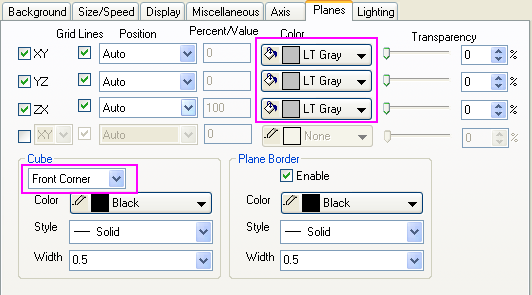 Background Size/Speed Display Miscellaneous Axis Planes Lighting
Grid Lines Position Percent/Value Color Transparency
XY Auto 0 LT Gray 0 %
YZ Auto 0 LT Gray 0 %
ZX Auto 100 LT Gray 0 %
XY Auto 0 None 0 %
Cube Plane Border
Front Corner Enable
Color Black Color Black
Style Solid Style Solid
Width 0.5 Width 0.5